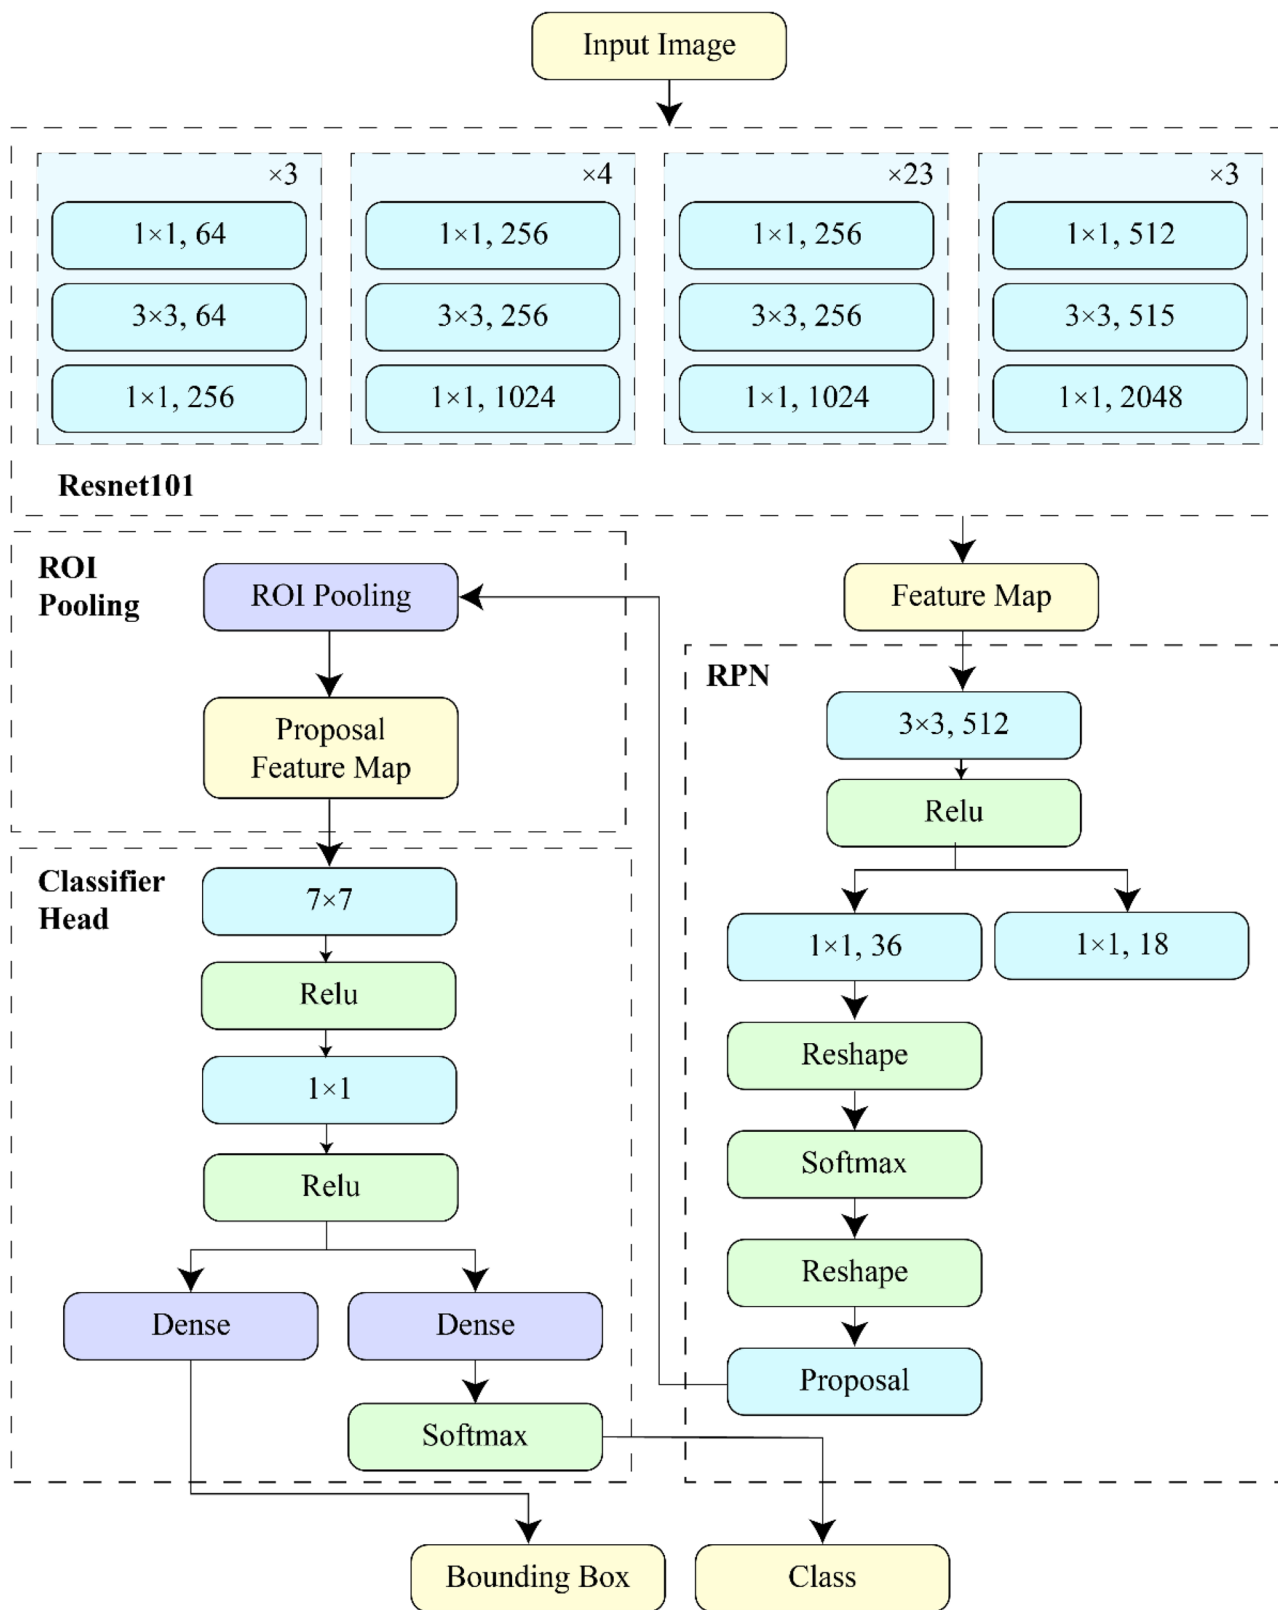 Input Image
×3
1×1, 64
3×3, 64
1×1, 256
×4
1×1, 256
3×3, 256
1×1, 1024
×23
1×1, 256
3×3, 256
1×1, 1024
×3
1×1, 512
3×3, 515
1×1, 2048
Resnet101
ROI
Pooling
ROI Pooling
Proposal
Feature Map
Feature Map
RPN
3×3, 512
Relu
1×1, 36
1×1, 18
Reshape
Softmax
Reshape
Proposal
Classifier
Head
7×7
Relu
1×1
Relu
Dense
Dense
Softmax
Bounding Box
Class